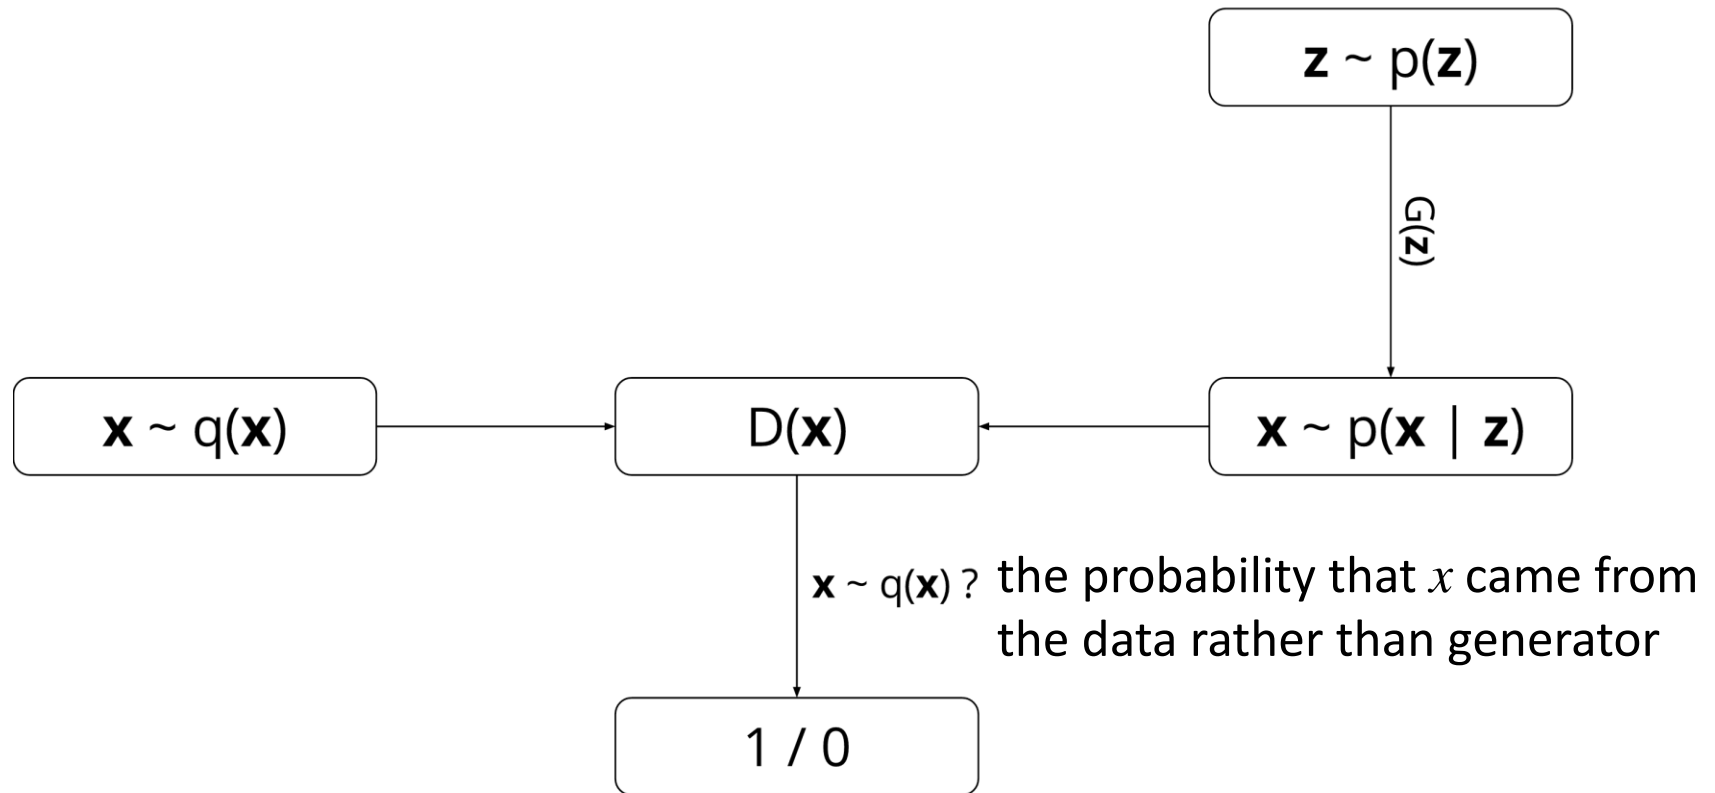 z ~ p(z)
G(z)
x ~ q(x)
D(x)
x ~ p(x | z)
x ~ q(x) ? the probability that x came from
the data rather than generator
1 / 0